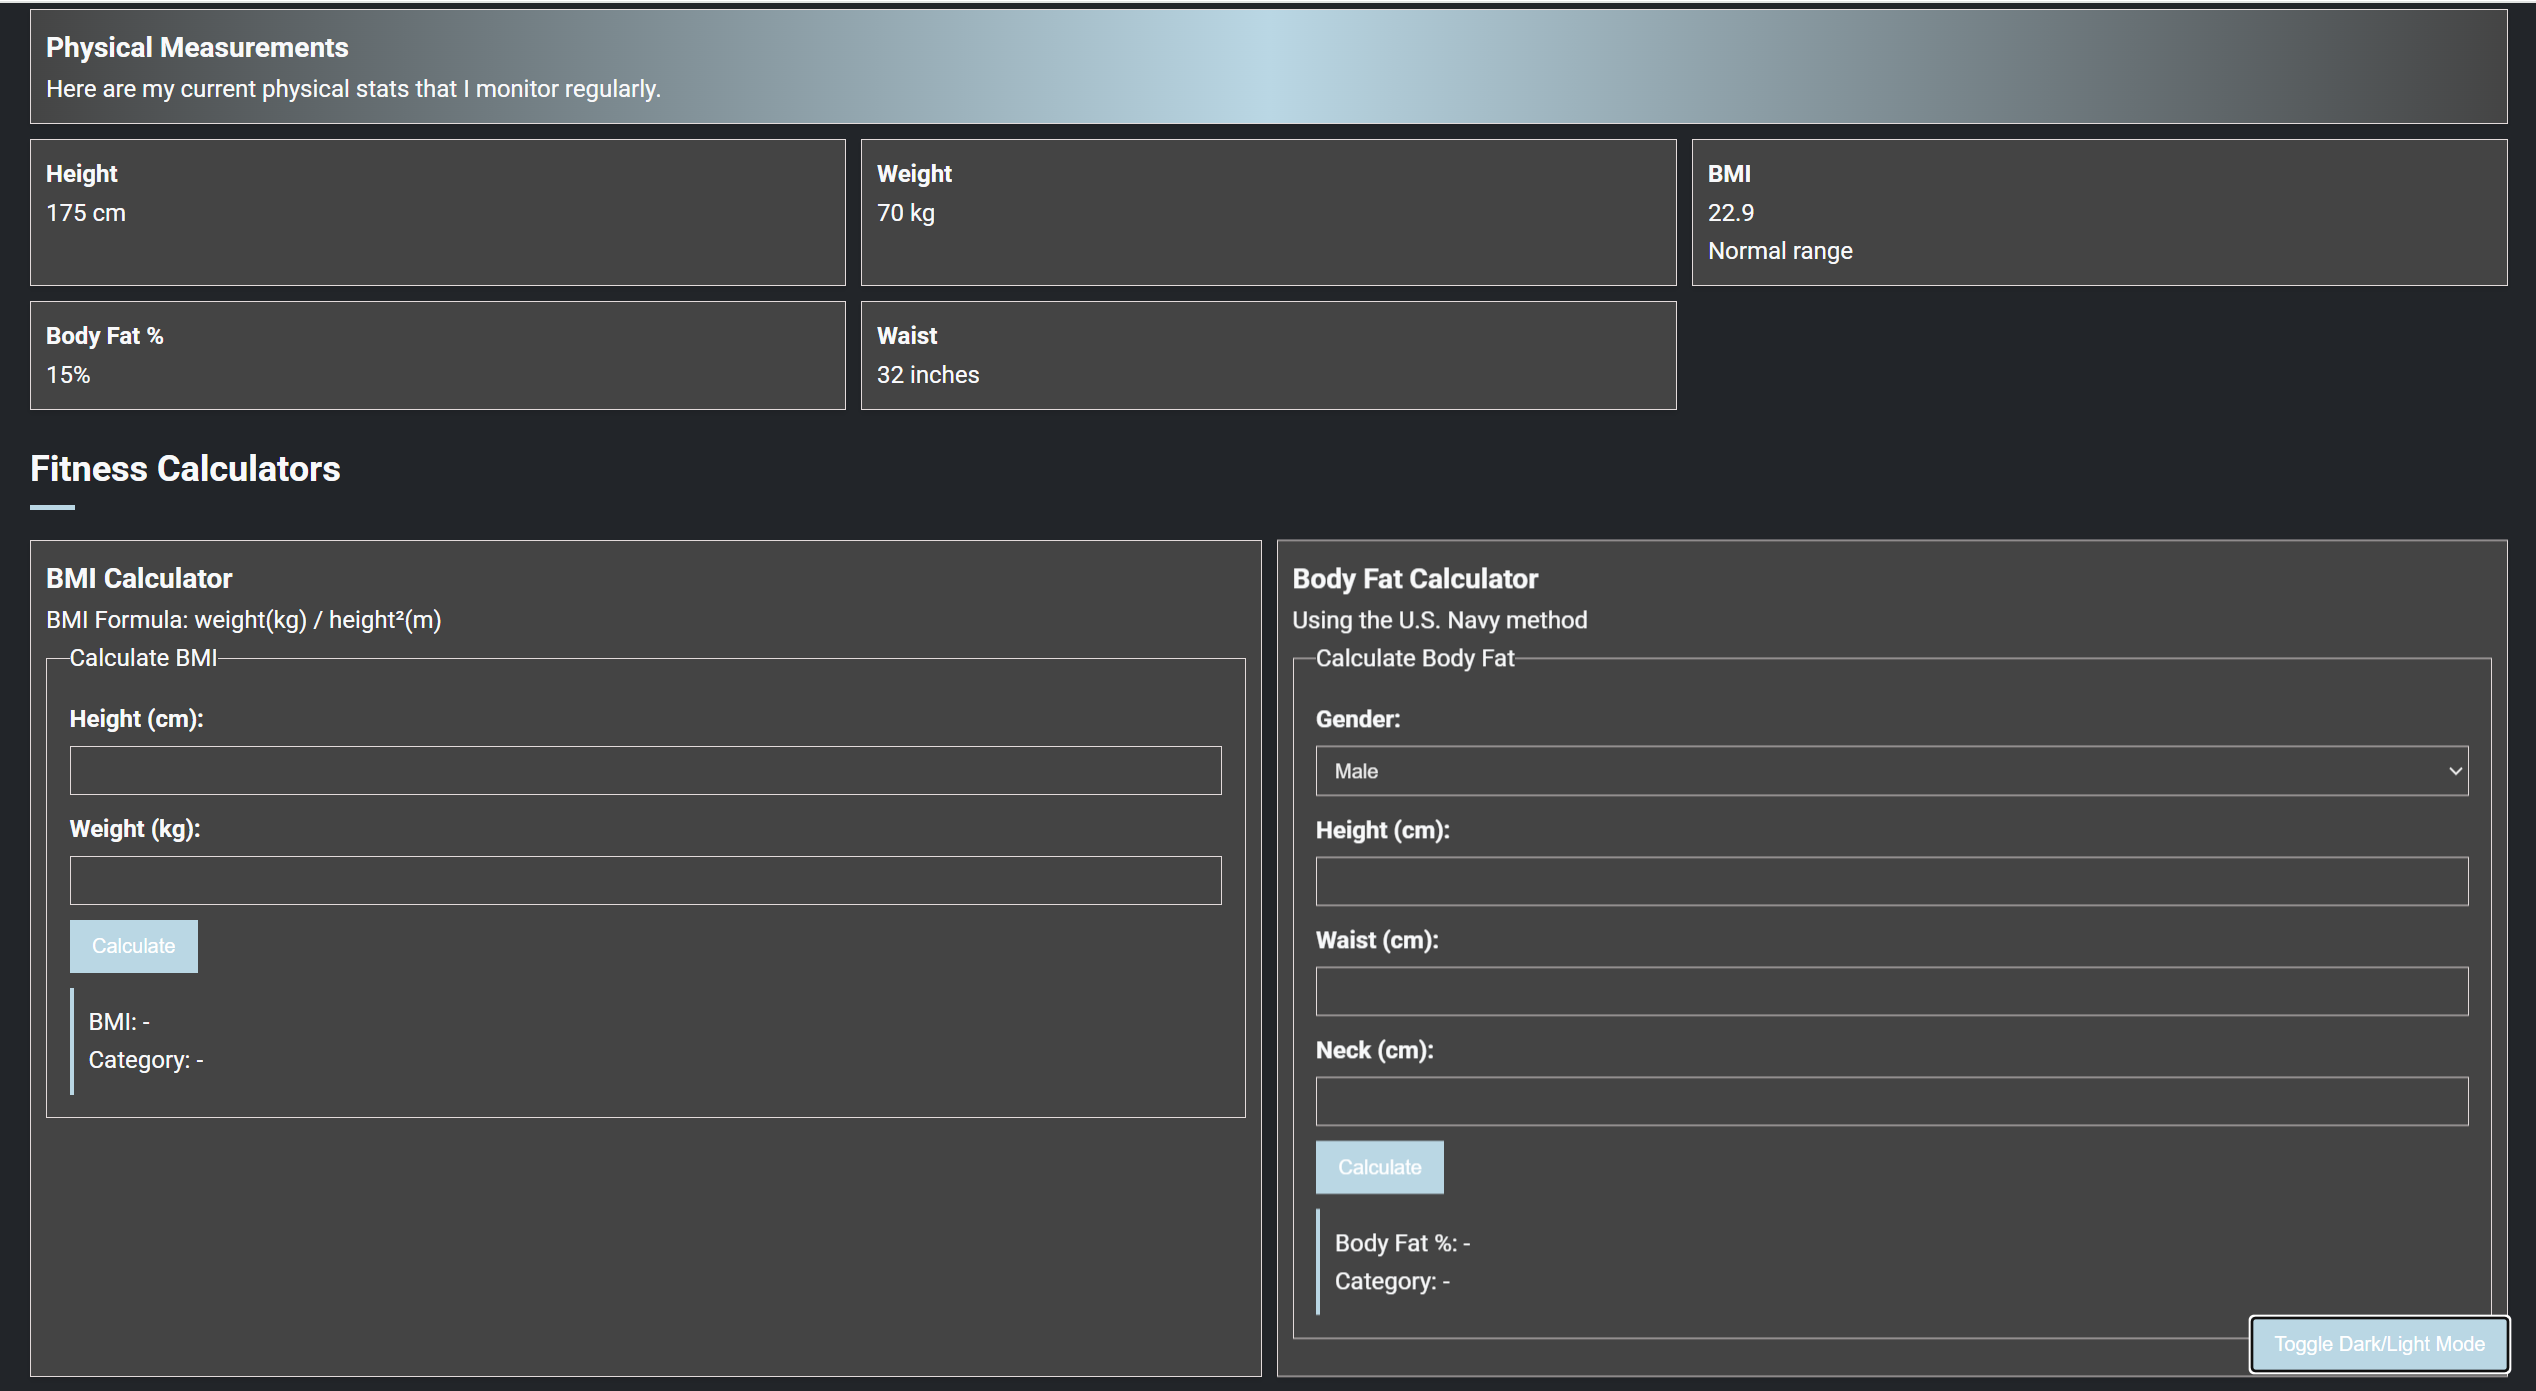 Physical Measurements
Here are my current physical stats that I monitor regularly.
Height
175 cm
Weight
70 kg
BMI
22.9
Normal range
Body Fat %
15%
Waist
32 inches
Fitness Calculators
BMI Calculator
BMI Formula: weight(kg) / height²(m)
Calculate BMI
Height (cm):
Weight (kg):
Calculate
BMI: -
Category: -
Body Fat Calculator
Using the U.S. Navy method
Calculate Body Fat
Gender:
Male
Height (cm):
Waist (cm):
Neck (cm):
Calculate
Body Fat %: -
Category: -
Toggle Dark/Light Mode